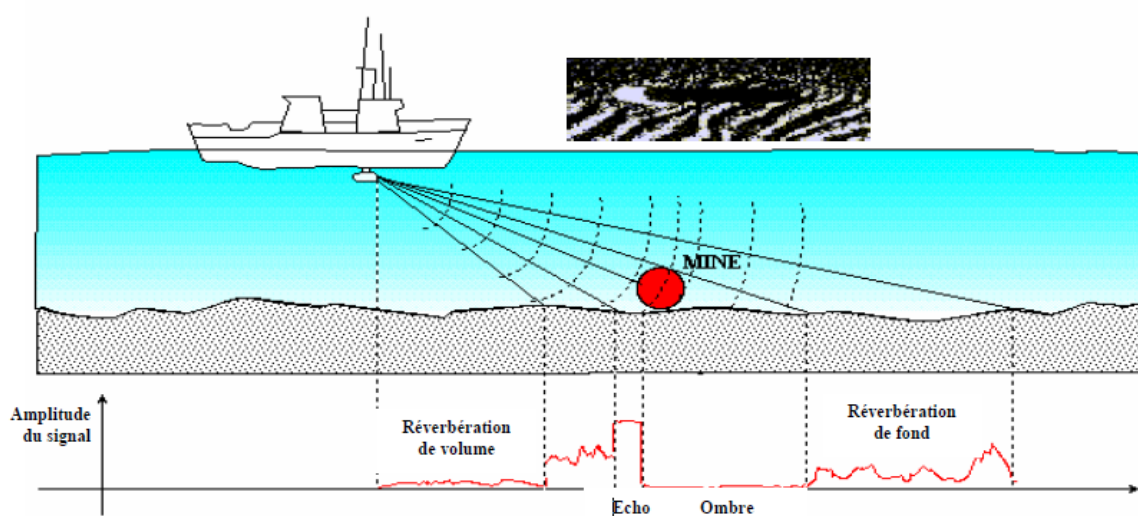 MINE
Amplitude
du signal
Réverbération
de volume
Réverbération
de fond
Echo
Ombre